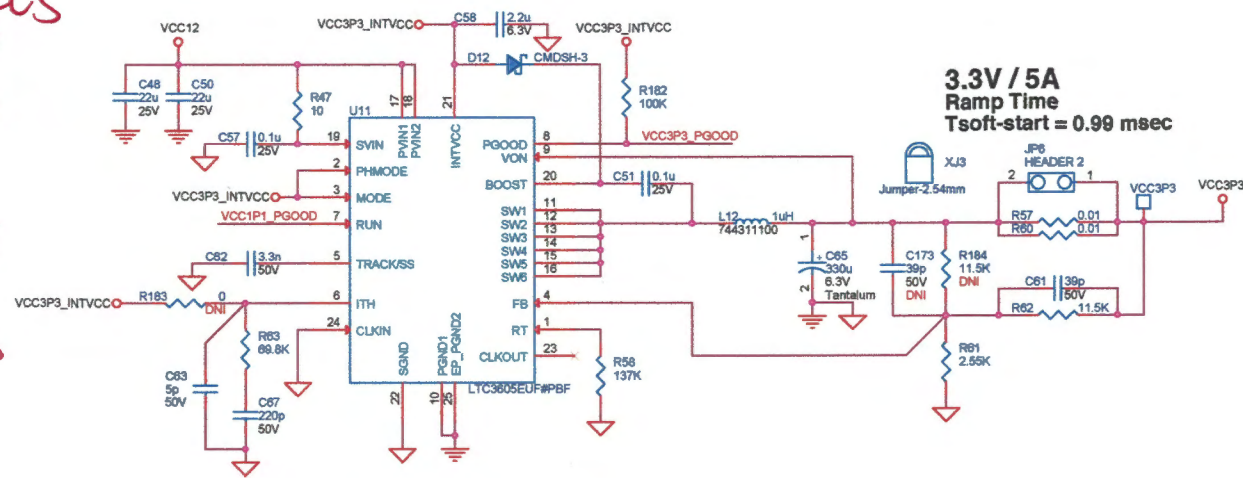 VCC3P3_INTVCC
C58
2.2u
6.3V
VCC12
VCC3P3_INTVCC
D12
CMDSH-3
C48
22u
25V
C50
22u
25V
R47
10
17
18
21
R182
100K
3.3V / 5A
Ramp Time
Tsoft-start = 0.99 msec
U11
C57
0.1u
25V
19
SVIN
PVIN1
PVIN2
INTVCC
PGOOD
8
VCC3P3_PGOOD
VON
9
2
PHMODE
VCC3P3_INTVCC
3
MODE
BOOST
20
C51
0.1u
25V
XJ3
Jumper-2.54mm
JP6
HEADER 2
2
1
VCC3P3
VCC3P3
VCC1P1_PGOOD
7
RUN
SW1
11
SW2
12
SW3
13
SW4
14
SW5
15
SW6
16
L12
1uH
744311100
R57
0.01
R60
0.01
C62
3.3n
50V
5
TRACK/SS
1
+
C65
330u
6.3V
Tantalum
2
C173
39p
50V
DNI
R184
11.5K
DNI
C61
39p
50V
R62
11.5K
VCC3P3_INTVCC
R183
0
DNI
6
ITH
FB
4
24
CLKIN
RT
1
R63
69.8K
CLKOUT
23
R61
2.55K
R58
137K
C63
5p
50V
C67
220p
50V
SGND
PGND1
EP_PGND2
LTC3605EUF#PBF
22
10
25